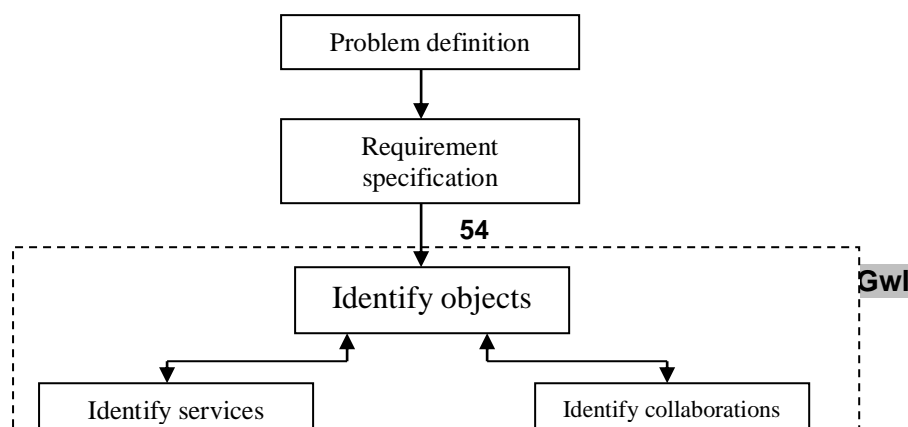 Problem definition
Requirement
specification
54
Identify objects
Gwl
Identify services
Identify collaborations